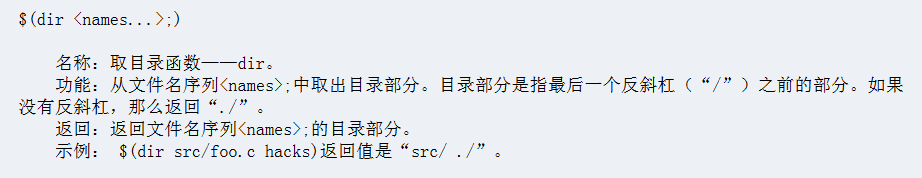 $(dir <names...>;)
名称：取目录函数——dir。
功能：从文件名序列<names>;中取出目录部分。目录部分是指最后一个反斜杠（“/”）之前的部分。如果
没有反斜杠，那么返回“./”。
返回：返回文件名序列<names>;的目录部分。
示例： $(dir src/foo.c hacks)返回值是“src/ ./”。